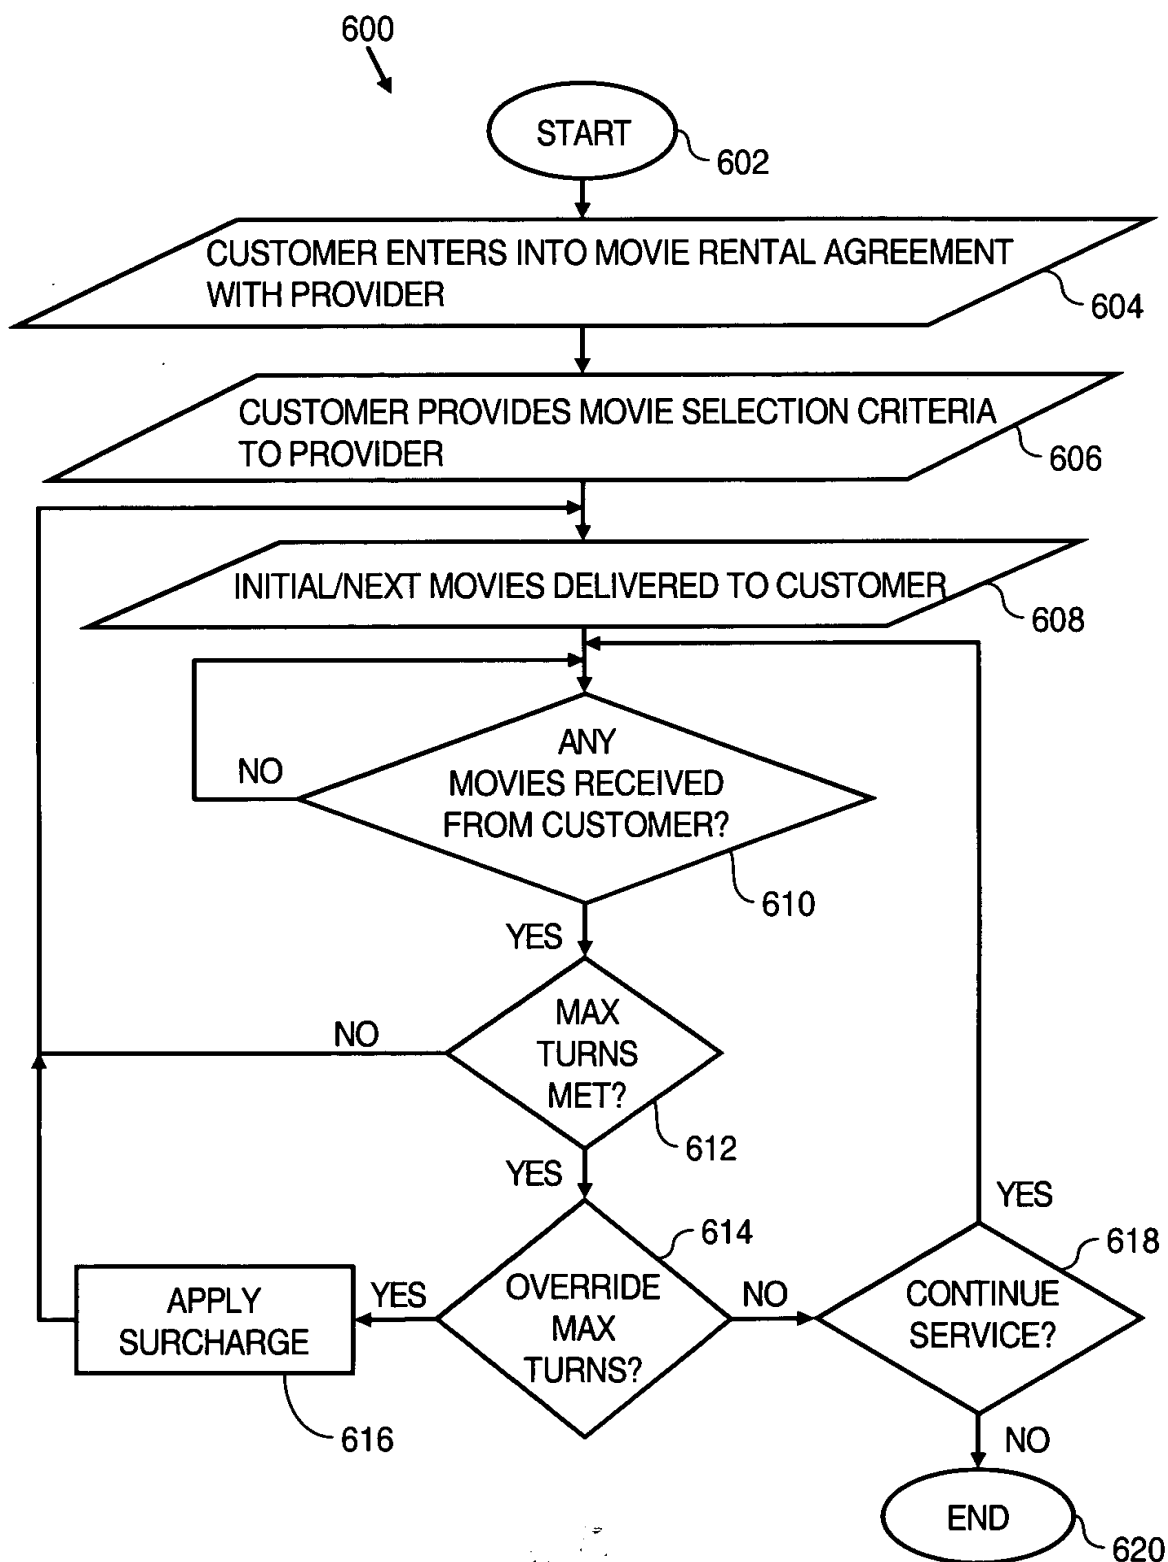 600
START
602
CUSTOMER ENTERS INTO MOVIE RENTAL AGREEMENT
WITH PROVIDER
604
CUSTOMER PROVIDES MOVIE SELECTION CRITERIA
TO PROVIDER
606
INITIAL/NEXT MOVIES DELIVERED TO CUSTOMER
608
ANY
MOVIES RECEIVED
FROM CUSTOMER?
NO
610
YES
MAX
TURNS
MET?
NO
612
YES
614
OVERRIDE
MAX
TURNS?
YES
APPLY
SURCHARGE
616
NO
YES
618
CONTINUE
SERVICE?
NO
END
620